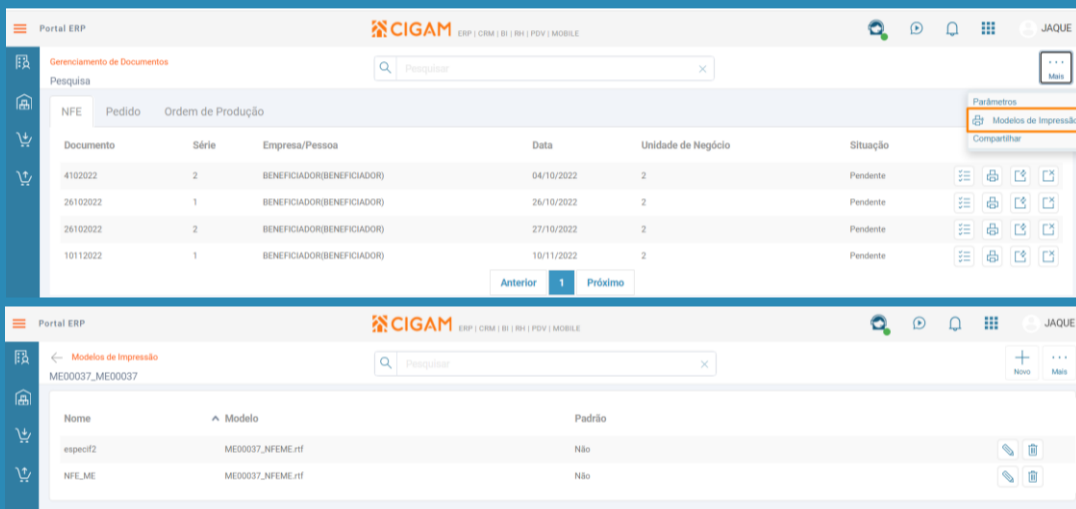 Portal ERP CIGAM ERP | CRM | BI | RH | PDV | MOBILE JAQUE
Gerenciamento de Documentos
Pesquisar
Pesquisa
Mais
NFE Pedido Ordem de Produção
Parâmetros
Modelos de Impressão
Compartilhar
Documento Série Empresa/Pessoa Data Unidade de Negócio Situação
4102022 2 BENEFICIADOR(BENEFICIADOR) 04/10/2022 2 Pendente
26102022 1 BENEFICIADOR(BENEFICIADOR) 26/10/2022 2 Pendente
26102022 2 BENEFICIADOR(BENEFICIADOR) 27/10/2022 2 Pendente
10112022 1 BENEFICIADOR(BENEFICIADOR) 10/11/2022 2 Pendente
Anterior 1 Próximo
Portal ERP CIGAM ERP | CRM | BI | RH | PDV | MOBILE JAQUE
Modelos de Impressão
Pesquisar
ME00037_ME00037
Novo Mais
Nome Modelo Padrão
especif2 ME00037_NFEME.rtf Não
NFE_ME ME00037_NFEME.rtf Não